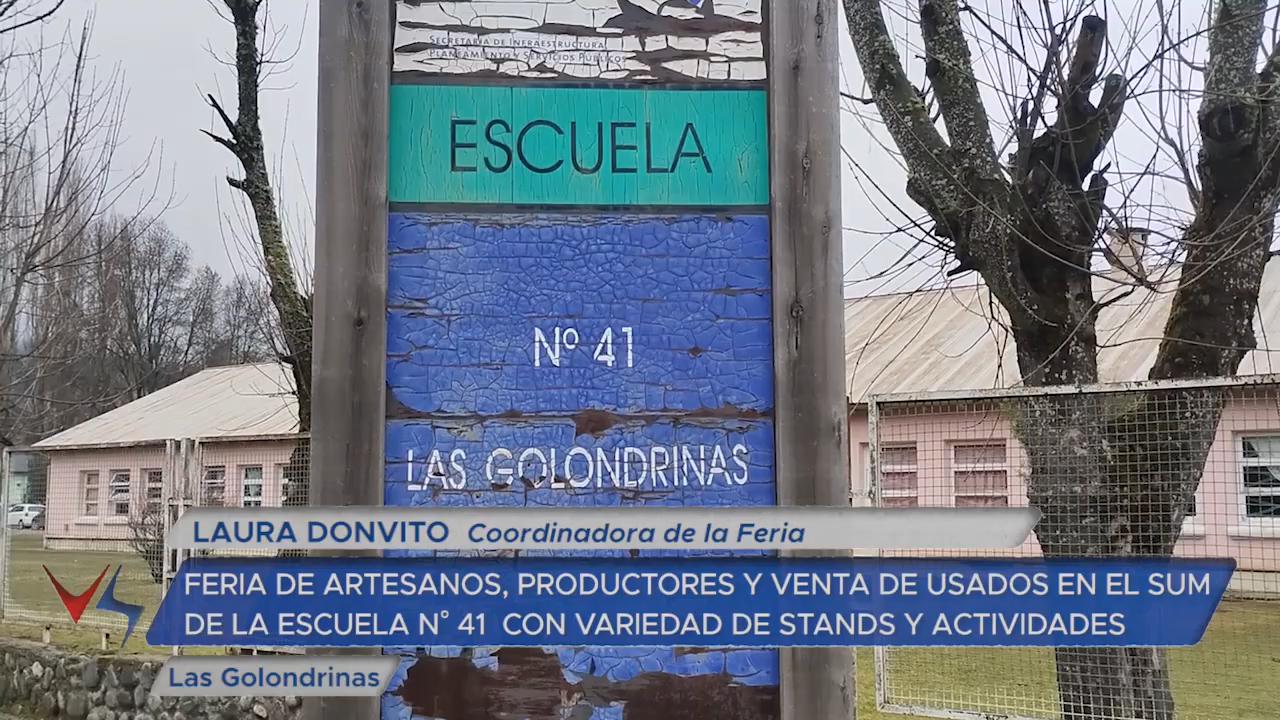 SECRETARIA DE INFRAESTRUCTURA
PLANEAMIENTO Y SERVICIOS PÚBLICOS
ESCUELA
Nº 41
LAS GOLONDRINAS
LAURA DONVITO Coordinadora de la Feria
FERIA DE ARTESANOS, PRODUCTORES Y VENTA DE USADOS EN EL SUM
DE LA ESCUELA N° 41 CON VARIEDAD DE STANDS Y ACTIVIDADES
Las Golondrinas